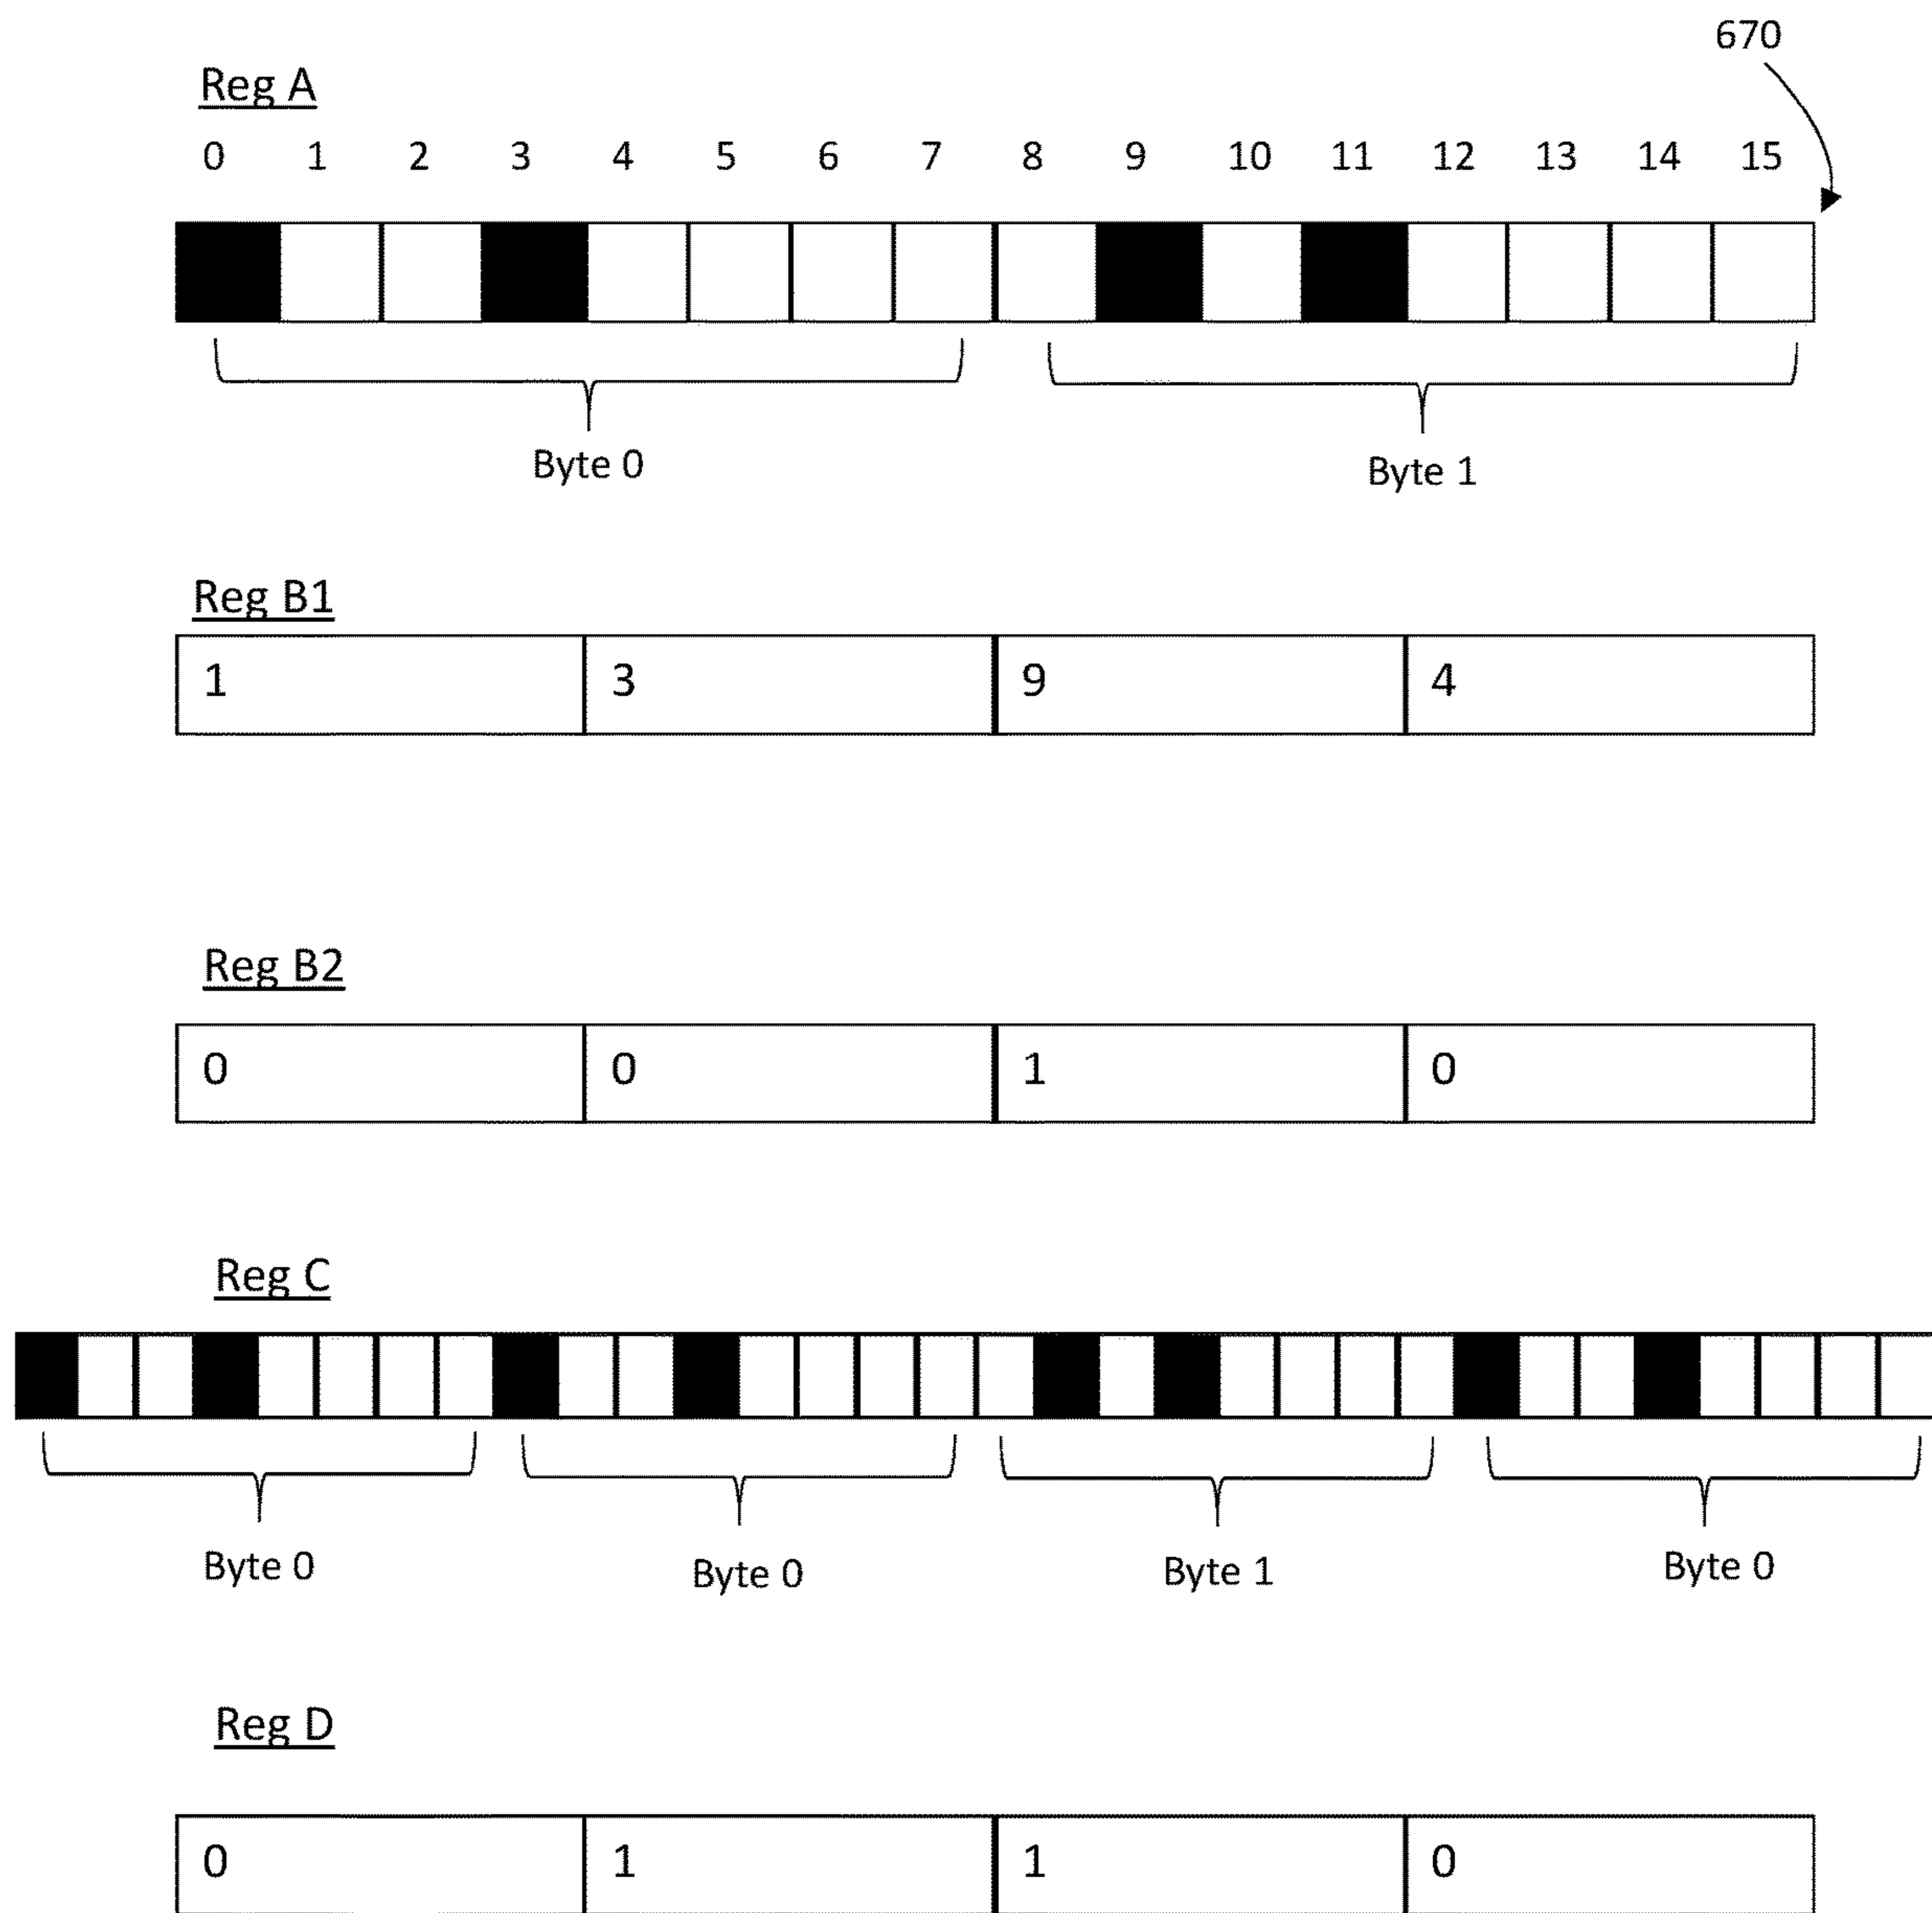 670
Reg A
0 1 2 3 4 5 6 7 8 9 10 11 12 13 14 15
Byte 0 Byte 1
Reg B1
1 3 9 4
Reg B2
0 0 1 0
Reg C
Byte 0 Byte 0 Byte 1 Byte 0
Reg D
0 1 1 0